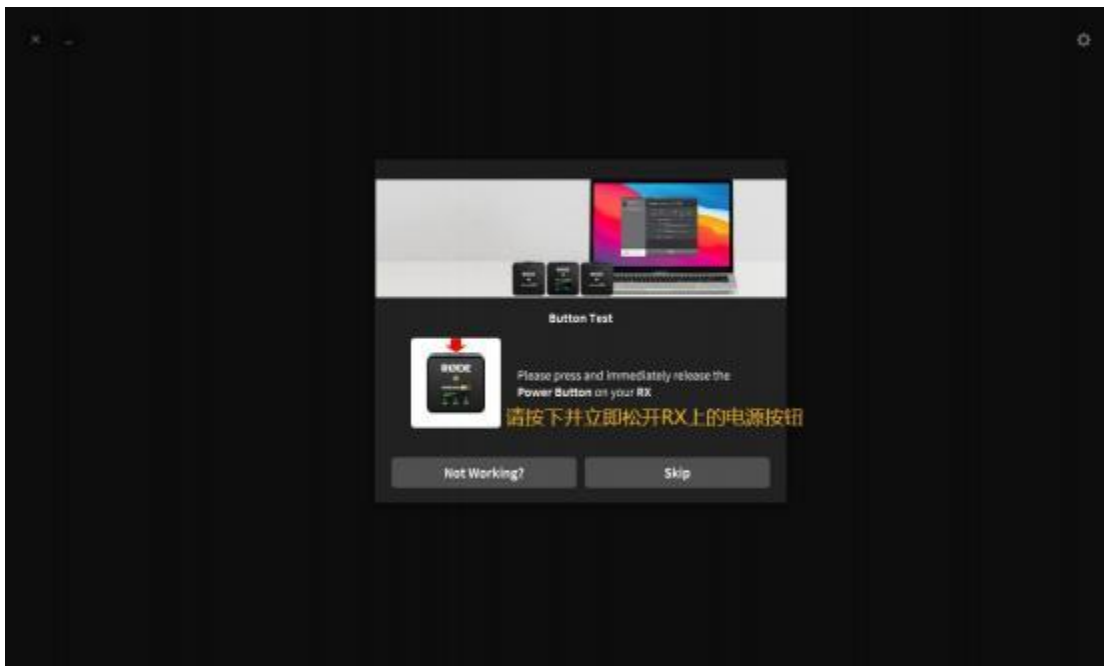 Button Test
RØDE
Please press and immediately release the
Power Button on your RX
请按下并立即松开RX上的电源按钮
Not Working?
Skip